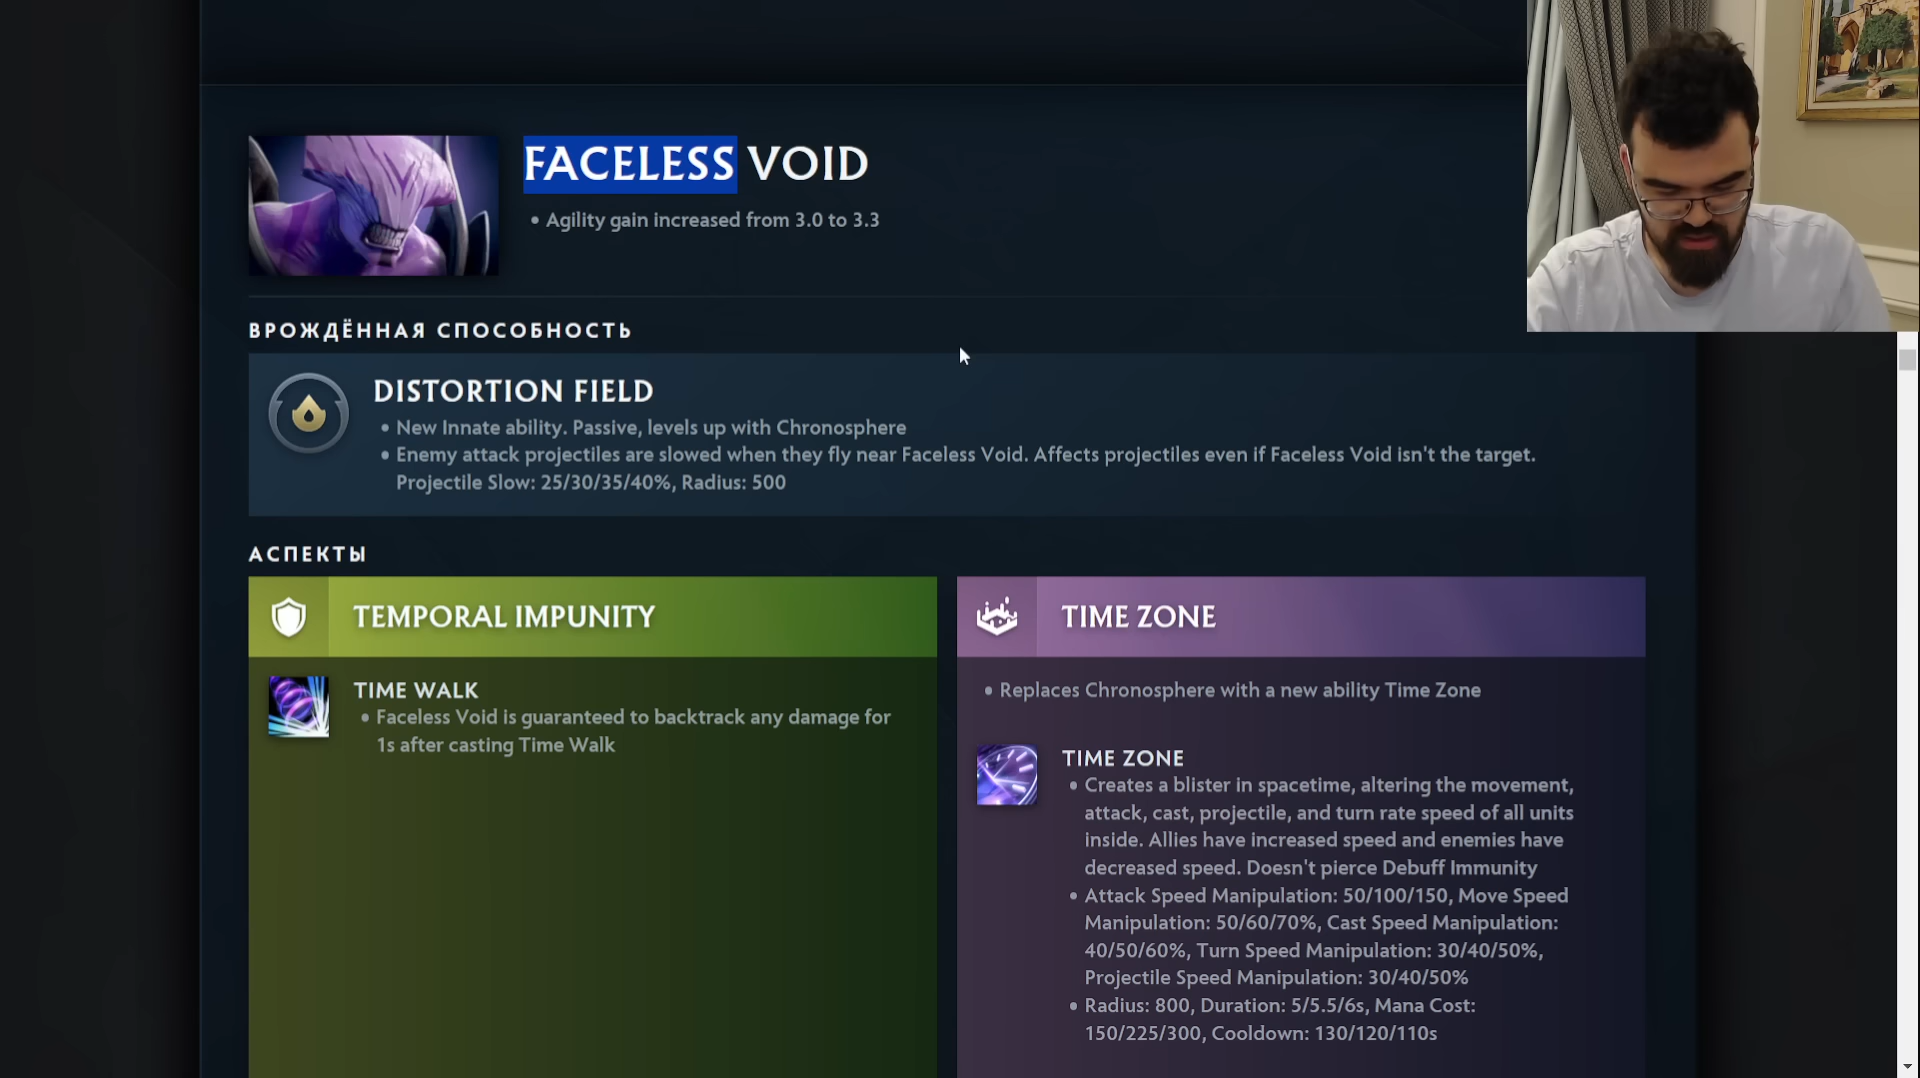 FACELESS VOID
• Agility gain increased from 3.0 to 3.3
ВРОЖДЁННАЯ СПОСОБНОСТЬ
DISTORTION FIELD
• New Innate ability. Passive, levels up with Chronosphere
• Enemy attack projectiles are slowed when they fly near Faceless Void. Affects projectiles even if Faceless Void isn't the target.
Projectile Slow: 25/30/35/40%, Radius: 500
АСПЕКТЫ
TEMPORAL IMPUNITY
TIME WALK
• Faceless Void is guaranteed to backtrack any damage for
1s after casting Time Walk
TIME ZONE
• Replaces Chronosphere with a new ability Time Zone
TIME ZONE
• Creates a blister in spacetime, altering the movement,
attack, cast, projectile, and turn rate speed of all units
inside. Allies have increased speed and enemies have
decreased speed. Doesn't pierce Debuff Immunity
• Attack Speed Manipulation: 50/100/150, Move Speed
Manipulation: 50/60/70%, Cast Speed Manipulation:
40/50/60%, Turn Speed Manipulation: 30/40/50%,
Projectile Speed Manipulation: 30/40/50%
• Radius: 800, Duration: 5/5.5/6s, Mana Cost:
150/225/300, Cooldown: 130/120/110s